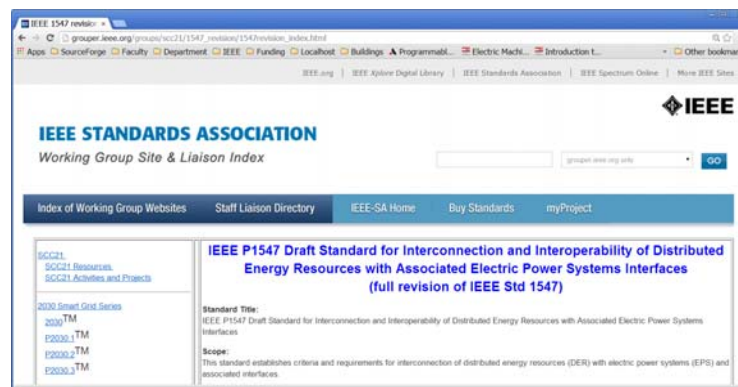 IEEE 1547 revision
grouper.ieee.org/groups/scc21/1547_revision/1547revision_index.html
Apps SourceForge Faculty Department IEEE Funding Localhost Buildings Programmabl... Electric Machi... Introduction t... Other bookmar
IEEE.org | IEEE Xplore Digital Library | IEEE Standards Association | IEEE Spectrum Online | More IEEE Sites
IEEE
IEEE STANDARDS ASSOCIATION
Working Group Site & Liaison Index
grouper.ieee.org only GO
Index of Working Group Websites Staff Liaison Directory IEEE-SA Home Buy Standards myProject
SCC21
SCC21 Resources
SCC21 Activities and Projects
2030 Smart Grid Series
2030™
P2030.1™
P2030.2™
P2030.3™
IEEE P1547 Draft Standard for Interconnection and Interoperability of Distributed
Energy Resources with Associated Electric Power Systems Interfaces
(full revision of IEEE Std 1547)
Standard Title:
IEEE P1547 Draft Standard for Interconnection and Interoperability of Distributed Energy Resources with Associated Electric Power Systems
Interfaces
Scope:
This standard establishes criteria and requirements for interconnection of distributed energy resources (DER) with electric power systems (EPS) and
associated interfaces.